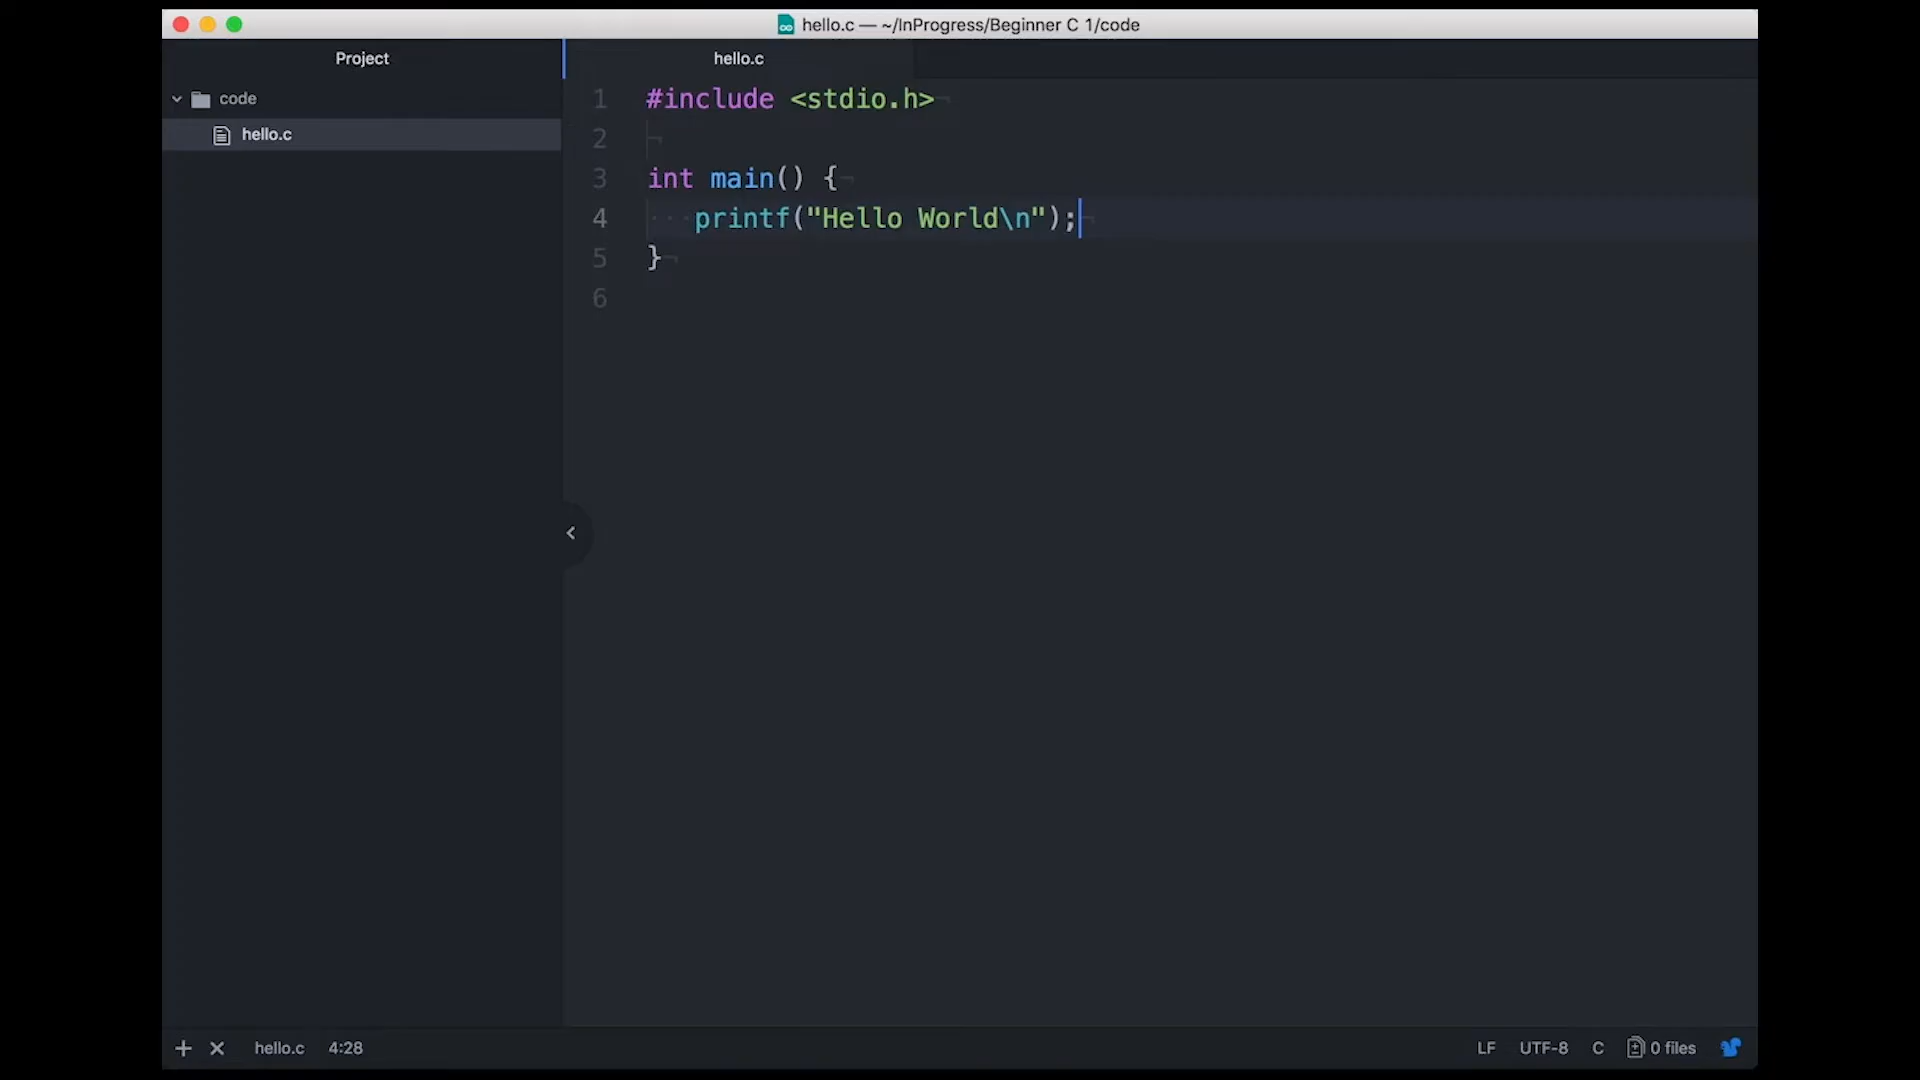 hello.c — ~/InProgress/Beginner C 1/code
Project
hello.c
code
hello.c
1 #include <stdio.h>
2
3 int main() {
4    printf("Hello World\n");
5 }
6
hello.c 4:28
LF UTF-8 C 0 files